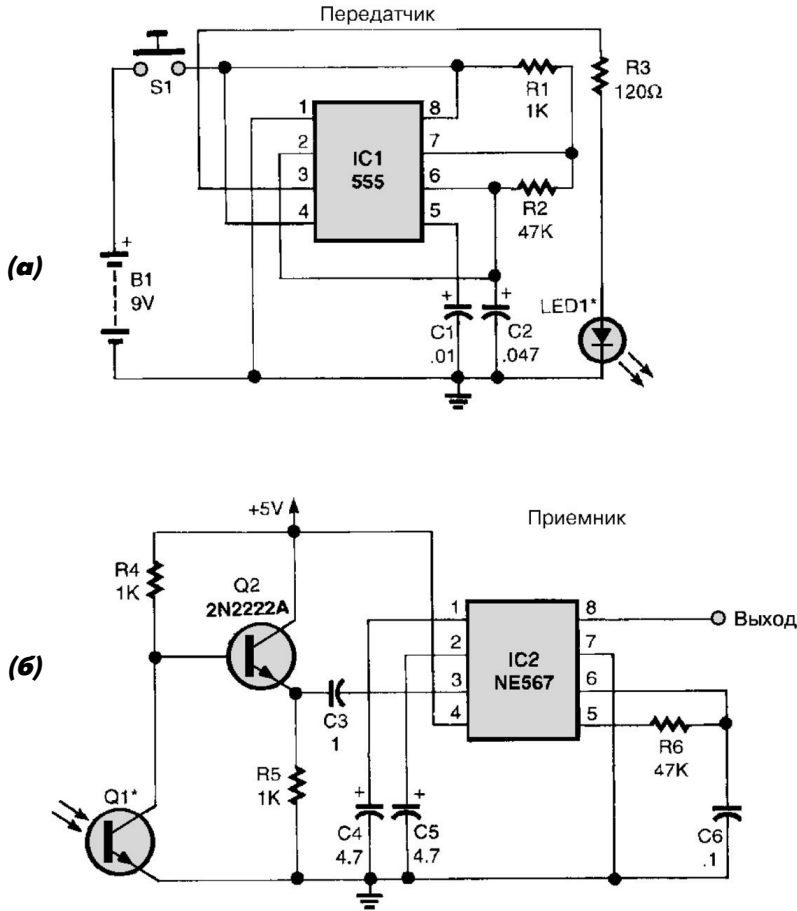 Передатчик
S1
R1
1K
R3
120Ω
1
2
3
4
IC1
555
8
7
6
5
R2
47K
(а)
+
B1
9V
+
C1
.01
+
C2
.047
LED1*
+5V
Приемник
R4
1K
Q2
2N2222A
(б)
1
2
3
4
IC2
NE567
8
7
6
5
Выход
C3
1
R6
47K
R5
1K
Q1*
+
C4
4.7
+
C5
4.7
C6
.1